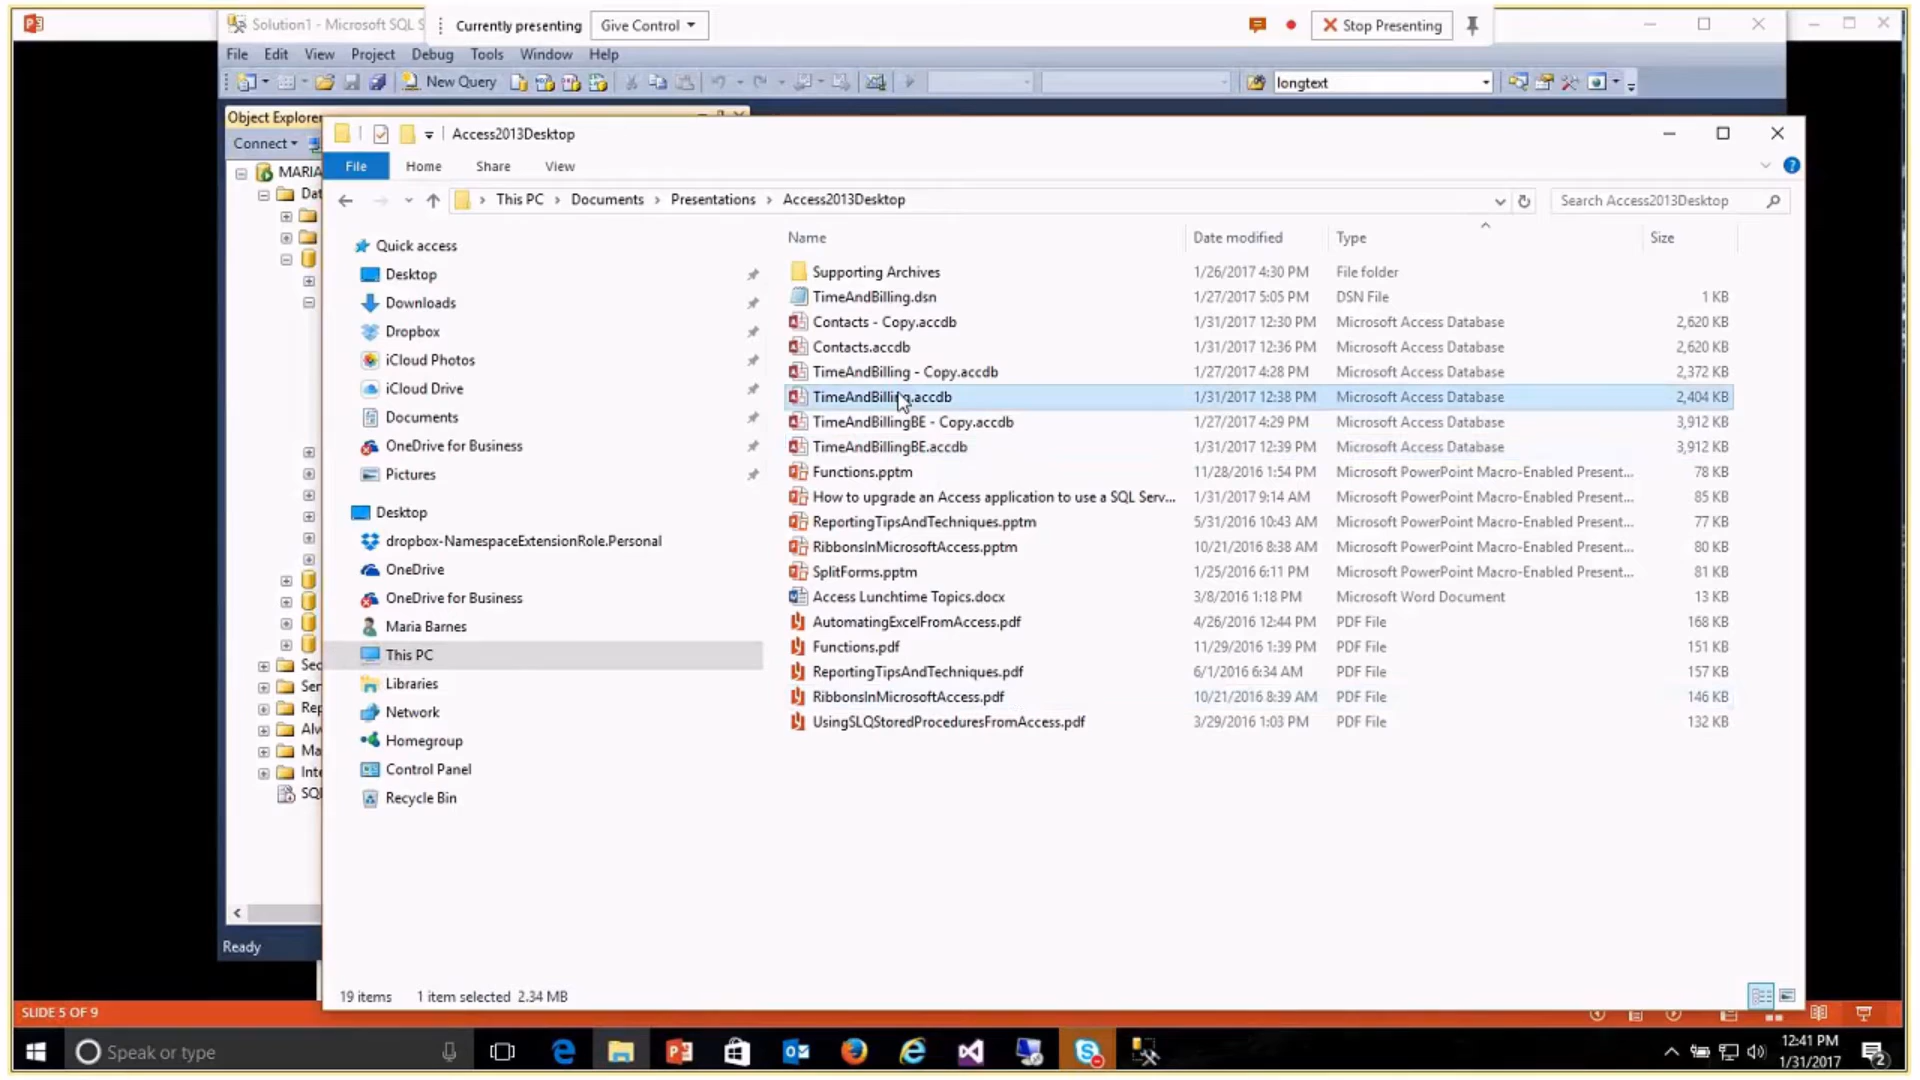 Solution1 - Microsoft SQL S
Currently presenting
Give Control
Stop Presenting
File Edit View Project Debug Tools Window Help
New Query
longtext
Object Explorer
Connect
MARIA
Dat
Sec
Ser
Rep
Alw
Ma
Inte
SQL
Ready
Access2013Desktop
File Home Share View
This PC > Documents > Presentations > Access2013Desktop
Search Access2013Desktop
Quick access
Desktop
Downloads
Dropbox
iCloud Photos
iCloud Drive
Documents
OneDrive for Business
Pictures
Desktop
dropbox-NamespaceExtensionRole.Personal
OneDrive
OneDrive for Business
Maria Barnes
This PC
Libraries
Network
Homegroup
Control Panel
Recycle Bin
Name Date modified Type Size
Supporting Archives 1/26/2017 4:30 PM File folder
TimeAndBilling.dsn 1/27/2017 5:05 PM DSN File 1 KB
Contacts - Copy.accdb 1/31/2017 12:30 PM Microsoft Access Database 2,620 KB
Contacts.accdb 1/31/2017 12:36 PM Microsoft Access Database 2,620 KB
TimeAndBilling - Copy.accdb 1/27/2017 4:28 PM Microsoft Access Database 2,372 KB
TimeAndBilling.accdb 1/31/2017 12:38 PM Microsoft Access Database 2,404 KB
TimeAndBillingBE - Copy.accdb 1/27/2017 4:29 PM Microsoft Access Database 3,912 KB
TimeAndBillingBE.accdb 1/31/2017 12:39 PM Microsoft Access Database 3,912 KB
Functions.pptm 11/28/2016 1:54 PM Microsoft PowerPoint Macro-Enabled Present... 78 KB
How to upgrade an Access application to use a SQL Serv... 1/31/2017 9:14 AM Microsoft PowerPoint Macro-Enabled Present... 85 KB
ReportingTipsAndTechniques.pptm 5/31/2016 10:43 AM Microsoft PowerPoint Macro-Enabled Present... 77 KB
RibbonsInMicrosoftAccess.pptm 10/21/2016 8:38 AM Microsoft PowerPoint Macro-Enabled Present... 80 KB
SplitForms.pptm 1/25/2016 6:11 PM Microsoft PowerPoint Macro-Enabled Present... 81 KB
Access Lunchtime Topics.docx 3/8/2016 1:18 PM Microsoft Word Document 13 KB
AutomatingExcelFromAccess.pdf 4/26/2016 12:44 PM PDF File 168 KB
Functions.pdf 11/29/2016 1:39 PM PDF File 151 KB
ReportingTipsAndTechniques.pdf 6/1/2016 6:34 AM PDF File 157 KB
RibbonsInMicrosoftAccess.pdf 10/21/2016 8:39 AM PDF File 146 KB
UsingSLQStoredProceduresFromAccess.pdf 3/29/2016 1:03 PM PDF File 132 KB
19 items 1 item selected 2.34 MB
SLIDE 5 OF 9
Speak or type
12:41 PM
1/31/2017
2